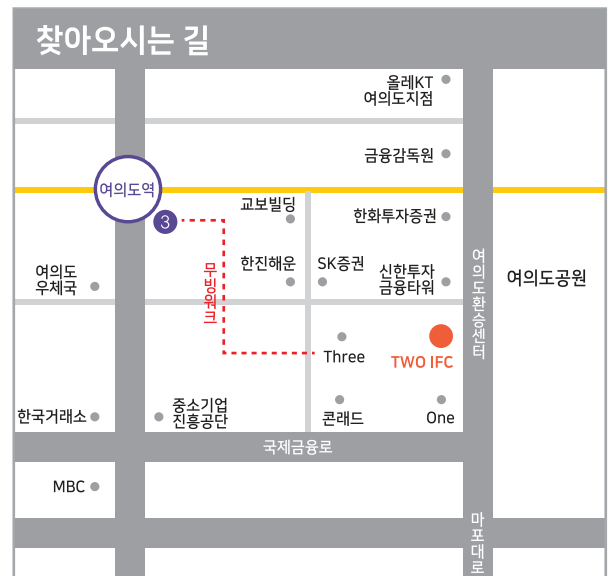 찾아오시는 길
올레KT
여의도지점
금융감독원
여의도역
3
교보빌딩
한화투자증권
여의도
우체국
무빙워크
한진해운
SK증권
신한투자
금융타워
여의도환승센터
여의도공원
Three
TWO IFC
한국거래소
중소기업
진흥공단
콘래드
One
국제금융로
MBC
마포대로